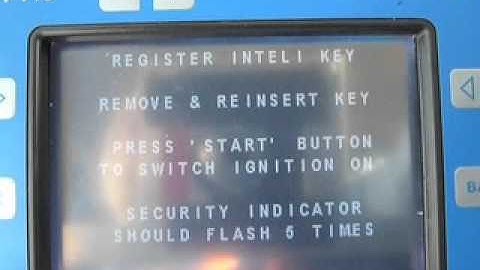 REGISTER INTELI KEY
REMOVE & REINSERT KEY
PRESS 'START' BUTTON
TO SWITCH IGNITION ON
SECURITY INDICATOR
SHOULD FLASH 5 TIMES
BA